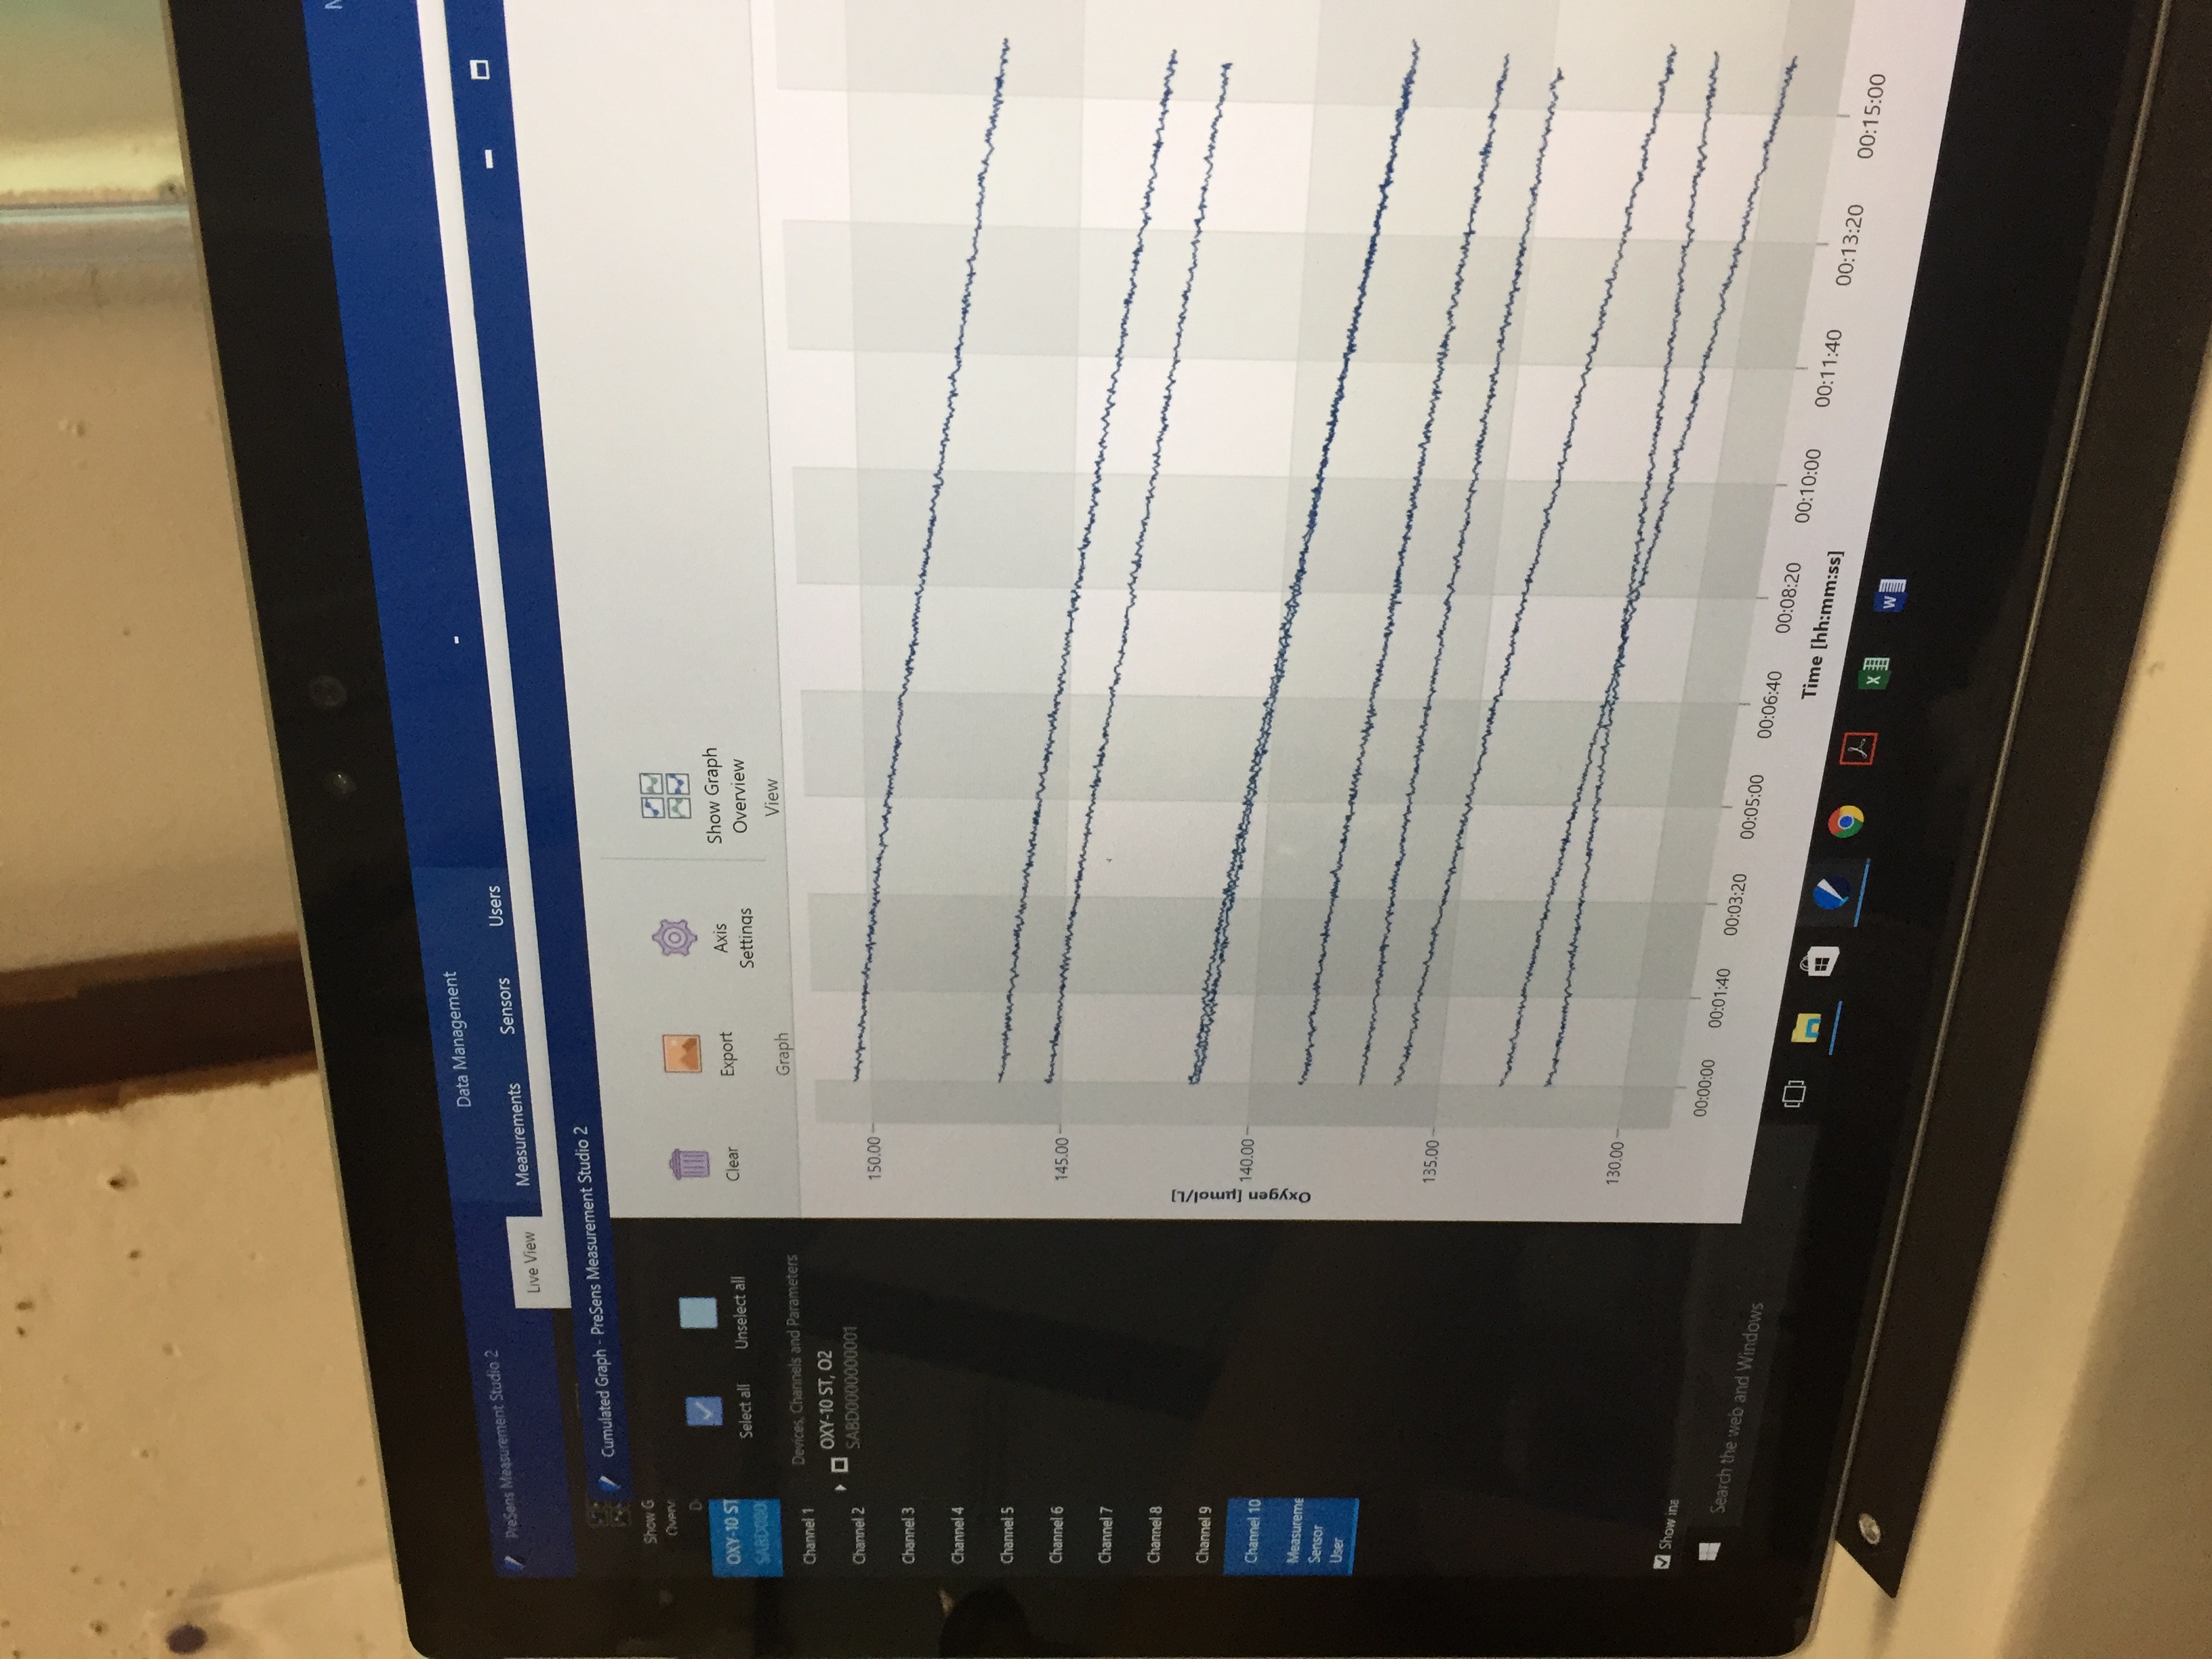 PreSens Measurement Studio 2
Data Management
Live View
Measurements
Sensors
Users
Cumulated Graph - PreSens Measurement Studio 2
Show G
Overv
D
OXY-10 ST
SABD000
Channel 1
Channel 2
Channel 3
Channel 4
Channel 5
Channel 6
Channel 7
Channel 8
Channel 9
Channel 10
Measureme
Sensor
User
Show ina
Select all
Unselect all
Devices, Channels and Parameters
OXY-10 ST, O2
SABD0000000001
Clear
Export
Axis
Settings
Graph
Show Graph
Overview
View
Oxygen [µmol/L]
150.00
145.00
140.00
135.00
130.00
00:00:00
00:01:40
00:03:20
00:05:00
00:06:40
00:08:20
00:10:00
00:11:40
00:13:20
00:15:00
Time [hh:mm:ss]
Search the web and Windows